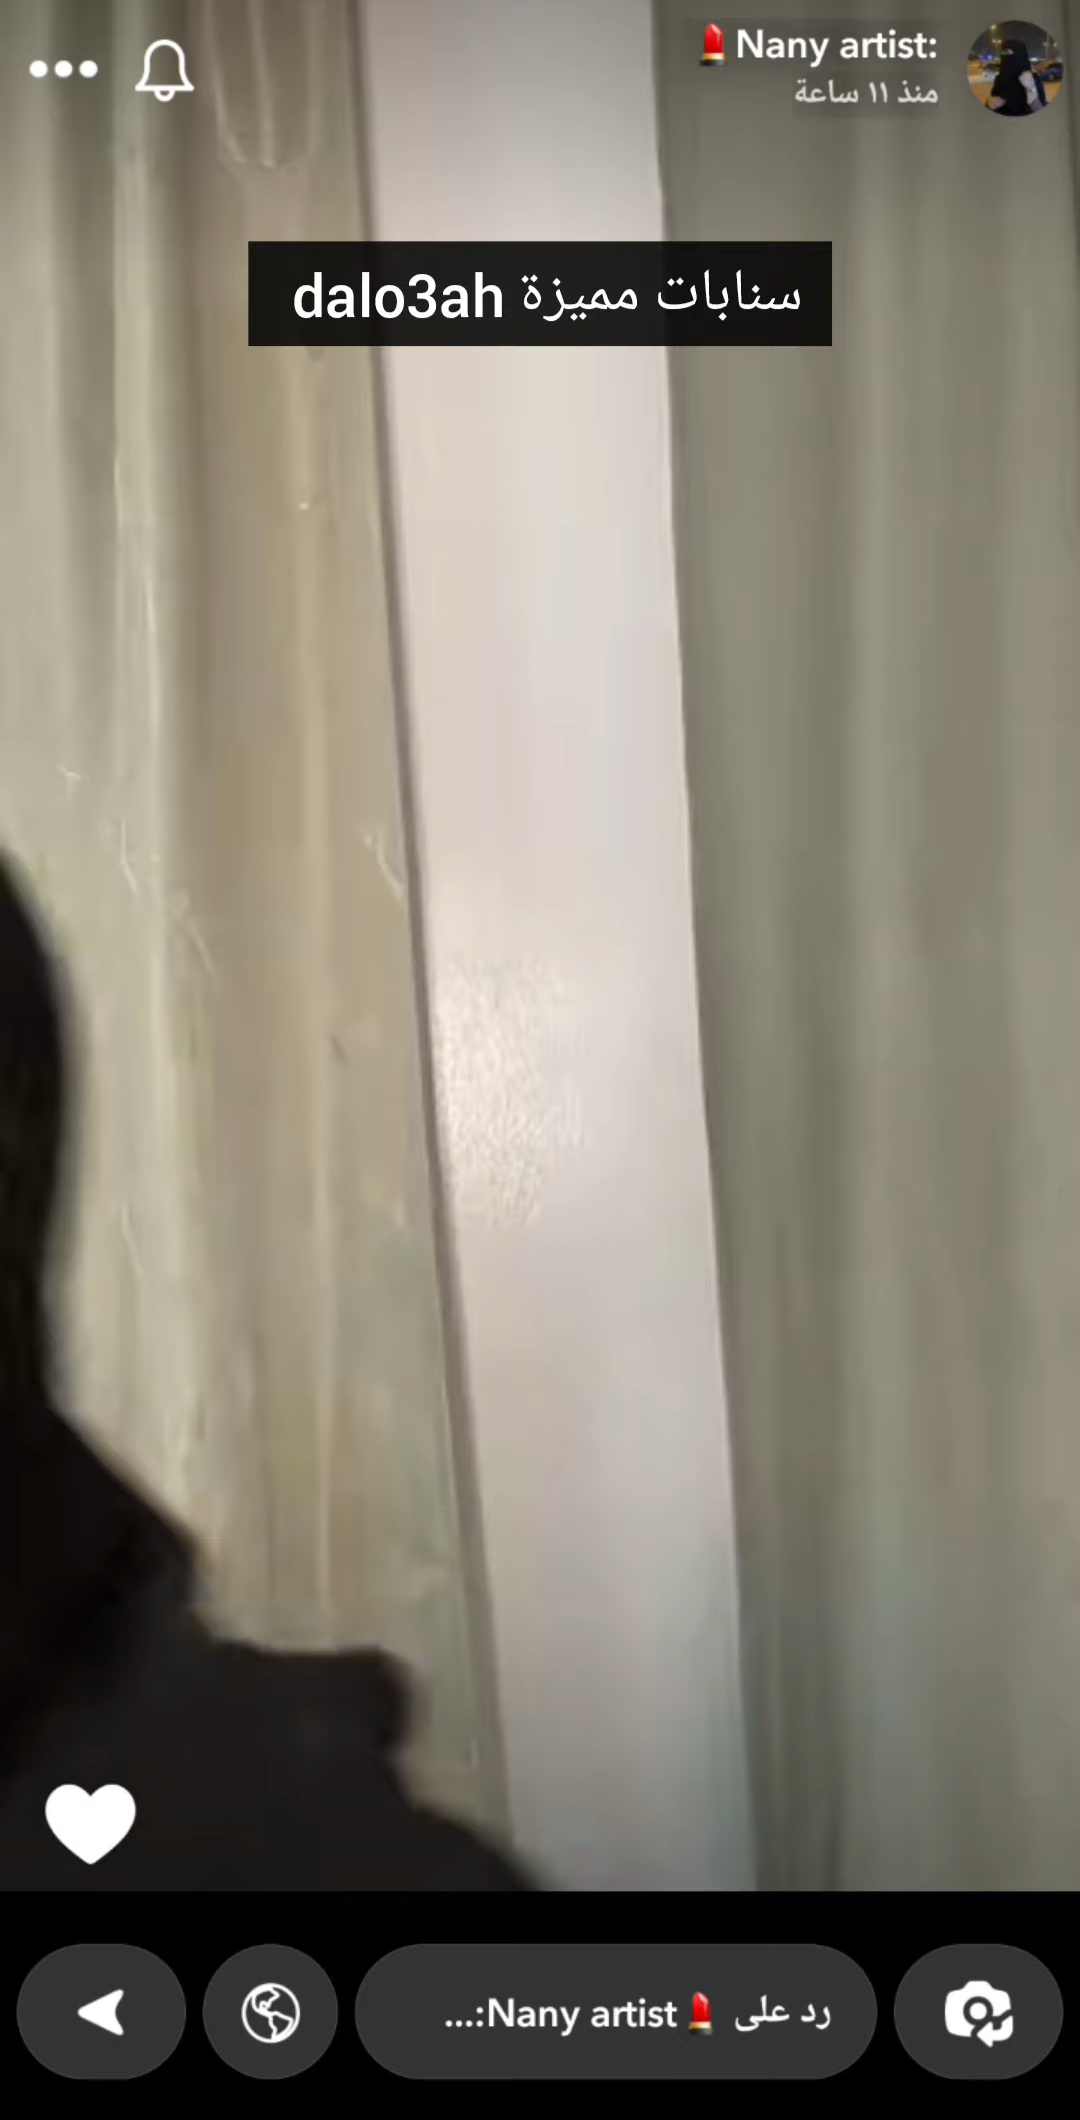 Nany artist:💄
منذ ١١ ساعة
سنابات مميزة dalo3ah
رد على 💄Nany artist:...